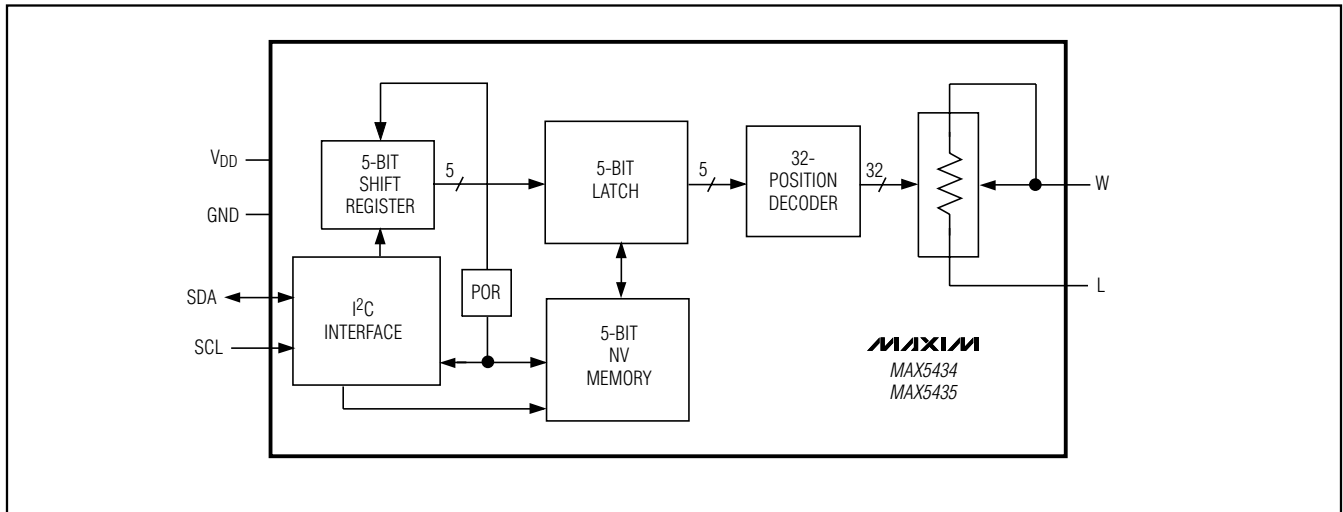 VDD
GND
SDA
SCL
5-BIT
SHIFT
REGISTER
5
I2C
INTERFACE
POR
5-BIT
LATCH
5
5-BIT
NV
MEMORY
32-
POSITION
DECODER
32
W
L
MAXIM
MAX5434
MAX5435